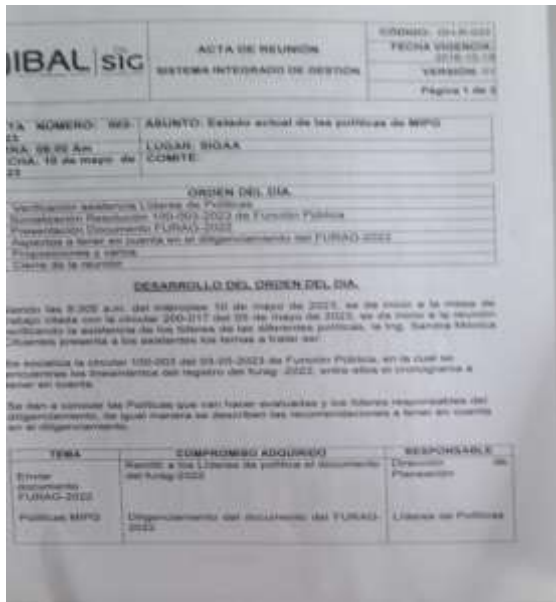 IBAL SIG
ACTA DE REUNIÓN
SISTEMA INTEGRADO DE GESTIÓN
FECHA VIGENCIA:
VERSIÓN:
Página 1 de
NÚMERO: ASUNTO: Estado actual de las políticas de MIPG
08:00 Am LUGAR: SIGAA
10 de mayo de COMITÉ:
ORDEN DEL DÍA.
Verificación asistencia Líderes de Políticas
Socialización Resolución 100-003-2023 de Función Pública
Presentación Documento FURAG-2022
Aspectos a tener en cuenta en el diligenciamiento del FURAG-2022
Proposiciones y varios
Cierre de la reunión
DESARROLLO DEL ORDEN DEL DIA.
Siendo las a.m. del miércoles 10 de mayo de 2023, se da inicio a la mesa de
trabajo citada con la circular 200-017 del 05 de mayo de 2023, se da inicio a la reunión
verificando la asistencia de los líderes de las diferentes políticas, la Ing. Sandra Mónica
Cifuentes presenta a los asistentes los temas a tratar así:
Se socializa la circular 100-003 del de Función Pública, en la cual se
encuentran los lineamientos del registro del furag -2022, entre ellos el cronograma a
tener en cuenta.
Se dan a conocer las Políticas que van hacer evaluadas y los líderes responsables del
diligenciamiento, de igual manera se describen las recomendaciones a tener en cuenta
en el diligenciamiento.
TEMA COMPROMISO ADQUIRIDO RESPONSABLE
Enviar documento FURAG-2022 Remitir a los Líderes de política el documento del furag-2022 Dirección de Planeación
Políticas MIPG Diligenciamiento del documento del FURAG-2022 Líderes de Políticas